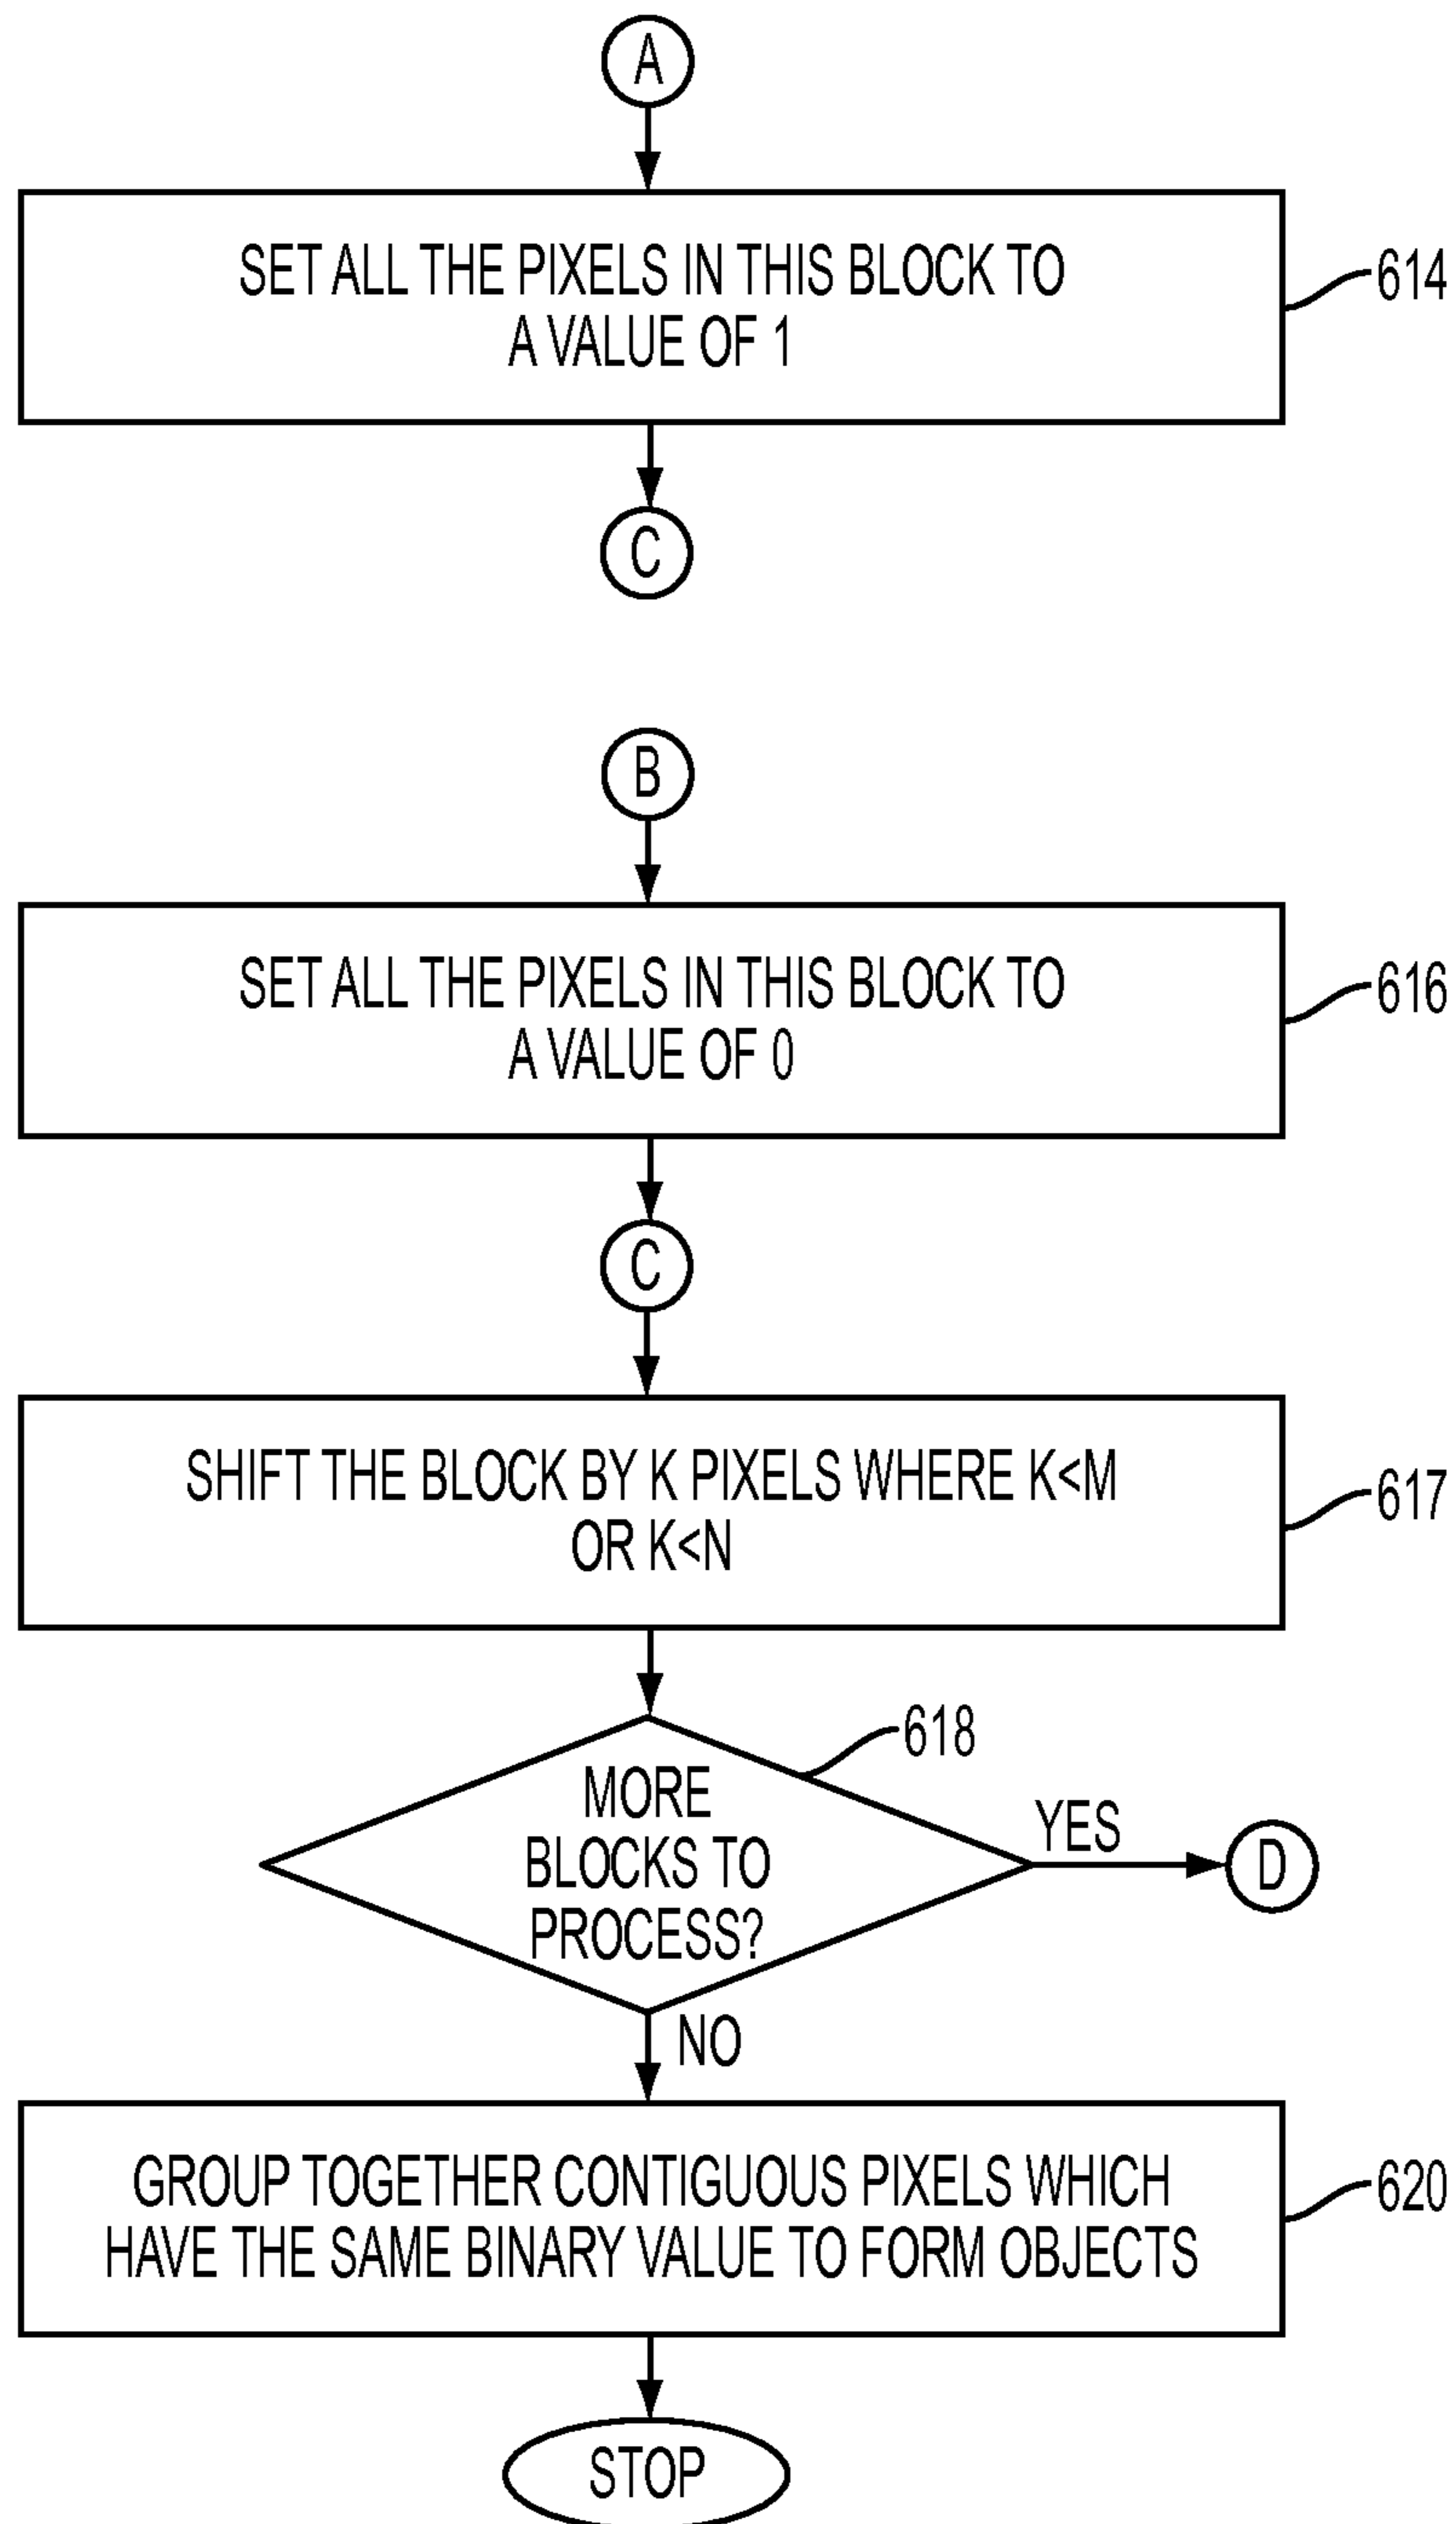 A
SET ALL THE PIXELS IN THIS BLOCK TO
A VALUE OF 1
614
C
B
SET ALL THE PIXELS IN THIS BLOCK TO
A VALUE OF 0
616
C
SHIFT THE BLOCK BY K PIXELS WHERE K<M
OR K<N
617
618
MORE
BLOCKS TO
PROCESS?
YES
D
NO
GROUP TOGETHER CONTIGUOUS PIXELS WHICH
HAVE THE SAME BINARY VALUE TO FORM OBJECTS
620
STOP